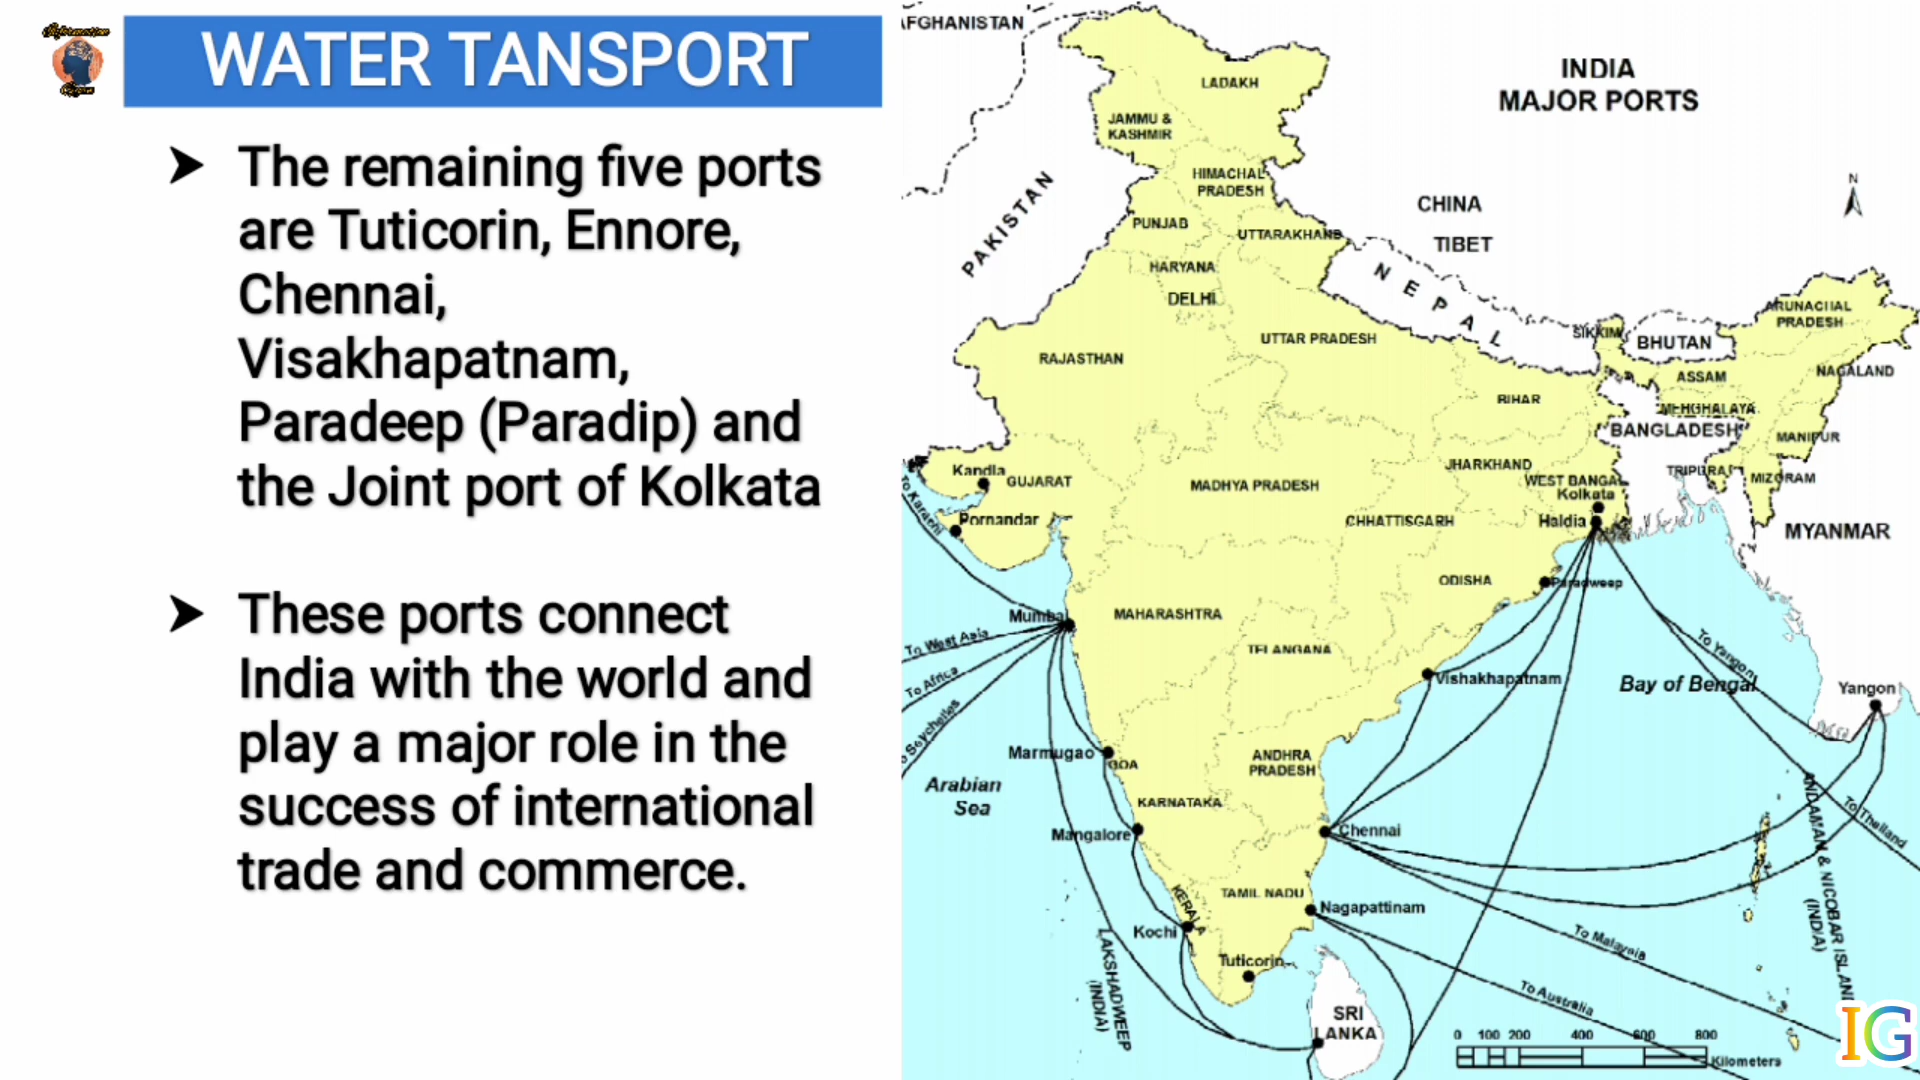 WATER TANSPORT
➤ The remaining five ports
are Tuticorin, Ennore,
Chennai,
Visakhapatnam,
Paradeep (Paradip) and
the Joint port of Kolkata
➤ These ports connect
India with the world and
play a major role in the
success of international
trade and commerce.
INDIA
MAJOR PORTS
AFGHANISTAN
LADAKH
JAMMU &
KASHMIR
HIMACHAL
PRADESH
PAKISTAN
PUNJAB
UTTARAKHAND
CHINA
TIBET
N
HARYANA
DELHI
NEPAL
RAJASTHAN
UTTAR PRADESH
SIKKIM
BHUTAN
ARUNACHAL
PRADESH
ASSAM
NAGALAND
BIHAR
MEHGHALAYA
BANGLADESH
MANIPUR
JHARKHAND
TRIPURA
MIZORAM
Kandla
GUJARAT
MADHYA PRADESH
WEST BANGAL
Kolkata
To Karachi
Pornandar
CHHATTISGARH
Haldia
MYANMAR
ODISHA
Paradweep
Mumbai
MAHARASHTRA
To West Asia
TELANGANA
To Yangon
To Africa
Vishakhapatnam
Bay of Bengal
Yangon
Seychelles
Marmugao
GOA
ANDHRA
PRADESH
Arabian
Sea
KARNATAKA
Mangalore
Chennai
To Thailand
ANDAMAN & NICOBAR ISLAND
(INDIA)
KERALA
TAMIL NADU
Nagapattinam
Kochi
LAKSHADWEEP
(INDIA)
To Malaysia
Tuticorin
To Australia
SRI
LANKA
0 100 200 400 600 800
Kilometers
IG